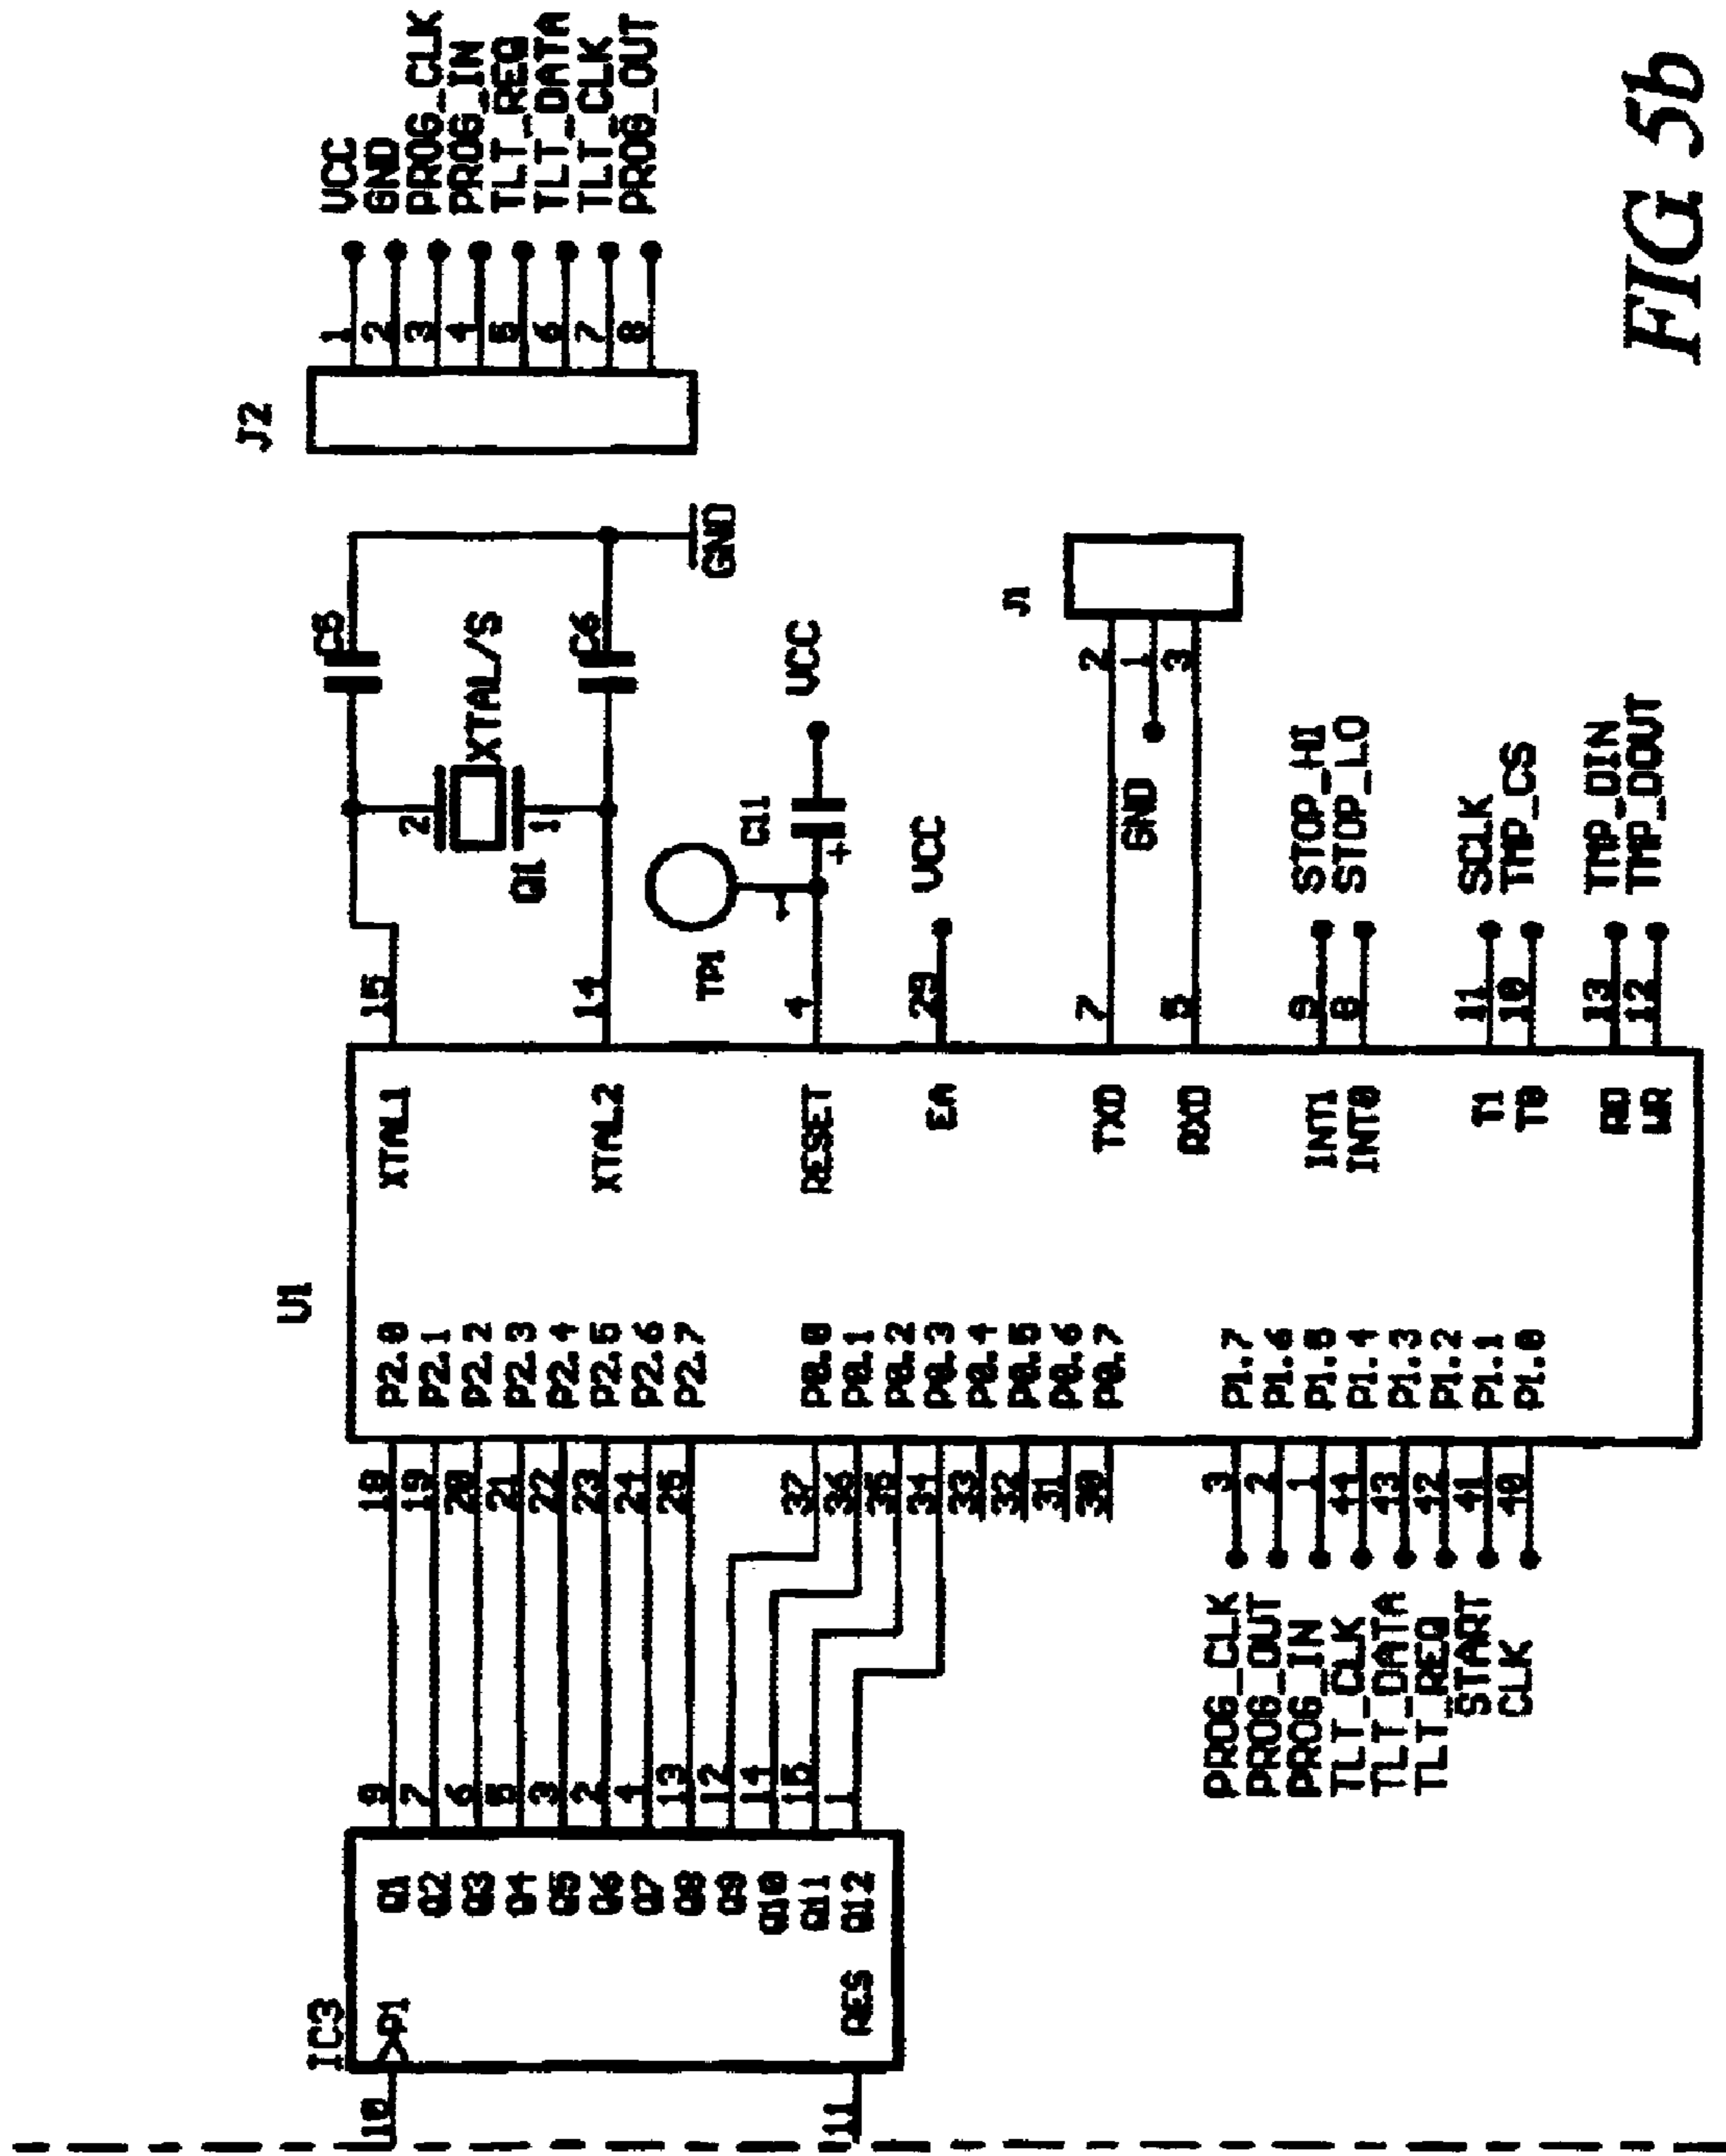 IC3
10
11
Φ1
RES
Q1
Q2
Q3
Q4
Q5
Q6
Q7
Q8
Q9
Q10
Q11
Q12
9
7
6
5
3
2
4
13
12
14
15
1
U1
18
19
20
21
22
23
24
25
37
36
35
34
33
32
31
30
P2.0
P2.1
P2.2
P2.3
P2.4
P2.5
P2.6
P2.7
P0.0
P0.1
P0.2
P0.3
P0.4
P0.5
P0.6
P0.7
PROG_CLK 3 P1.7
PROG_OUT 2 P1.6
PROG_IN 1 P1.5
TLT_CLK 44 P1.4
TLT_DATA 43 P1.3
TLT_REQ 42 P1.2
START 41 P1.1
CLK 40 P1.0
XTAL1 15
XTAL2 14
RESET 4
EA 29 VCC
TXD 7
RXD 5
INT1 9 STOP_HI
INT0 8 STOP_LO
T1 11 SCLK
T0 10 TMP_CS
RD 13 TMP_DIN
WR 12 TMP_DOUT
C5
2
XTAL/S
1
Q1
C6
GND
TP1
1
C11
+
VCC
J1
2
1
3
GND
J2
1 VCC
2 GND
3 PROG_CLK
4 PROG_IN
5 TLT_REQ
6 TLT_DATA
7 TLT_CLK
8 PROG_OUT
FIG 5b